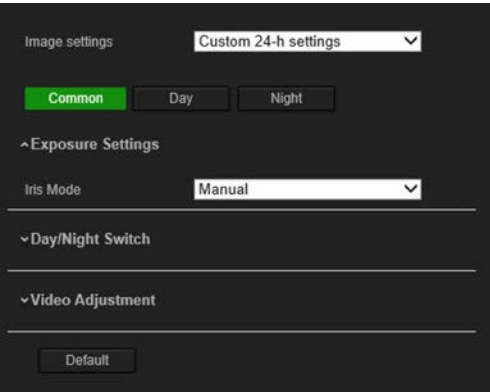 Image settings Custom 24-h settings
Common Day Night
Exposure Settings
Iris Mode Manual
Day/Night Switch
Video Adjustment
Default